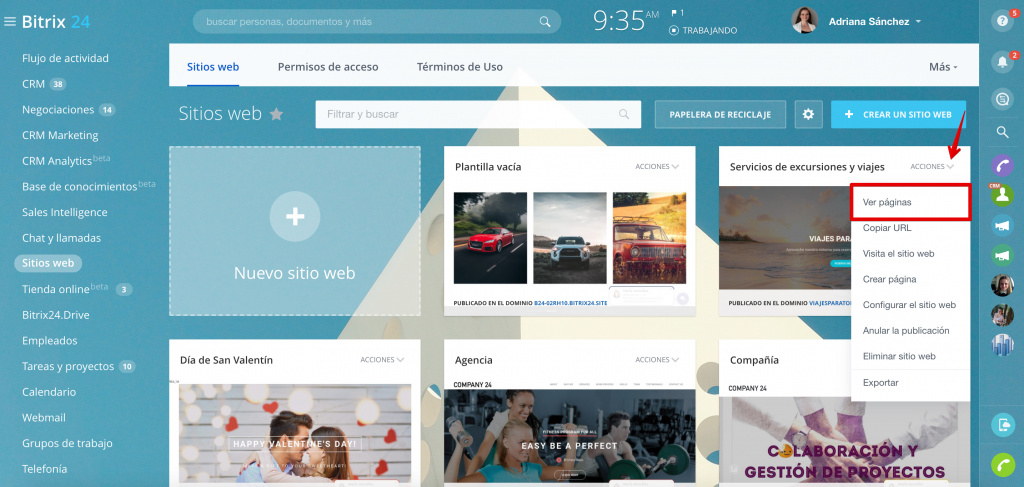 Bitrix 24
buscar personas, documentos y más
9:35 AM
1
TRABAJANDO
Adriana Sánchez
5
2
Flujo de actividad
CRM 38
Negociaciones 14
CRM Marketing
CRM Analytics beta
Base de conocimientos beta
Sales Intelligence
Chat y llamadas
Sitios web
Tienda online beta 3
Bitrix24.Drive
Empleados
Tareas y proyectos 10
Calendario
Webmail
Grupos de trabajo
Telefonía
Sitios web
Permisos de acceso
Términos de Uso
Más
Sitios web
Filtrar y buscar
PAPELERA DE RECICLAJE
+ CREAR UN SITIO WEB
Nuevo sitio web
Plantilla vacía
ACCIONES
PUBLICADO EN EL DOMINIO B24-02RH10.BITRIX24.SITE
Servicios de excursiones y viajes
ACCIONES
VIAJES PARA
PUBLICADO EN EL DOMINIO VIAJESPARATO
Ver páginas
Copiar URL
Visita el sitio web
Crear página
Configurar el sitio web
Anular la publicación
Eliminar sitio web
Exportar
CRM
Día de San Valentín
ACCIONES
HAPPY VALENTINE'S DAY!
Agencia
ACCIONES
COMPANY 24
FITNESS PROGRAM FOR ALL
EASY BE A PERFECT
Compañía
COMPANY 24
COLABORACIÓN Y
GESTIÓN DE PROYECTOS